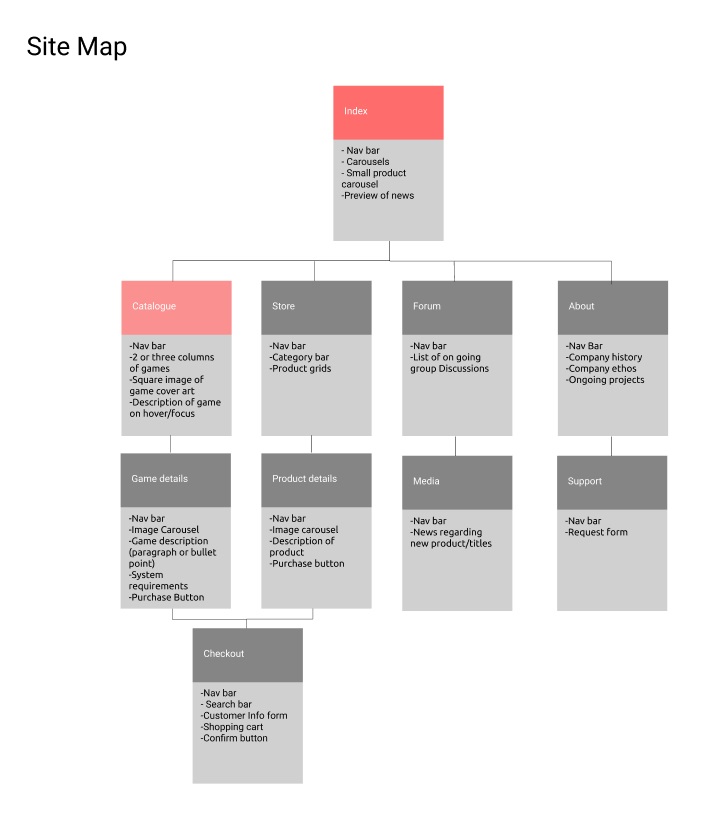 Site Map
Index
- Nav bar
- Carousels
- Small product
carousel
-Preview of news
Catalogue
-Nav bar
-2 or three columns
of games
-Square image of
game cover art
-Description of game
on hover/focus
Store
-Nav bar
-Category bar
-Product grids
Forum
-Nav bar
-List of on going
group Discussions
About
-Nav Bar
-Company history
-Company ethos
-Ongoing projects
Game details
-Nav bar
-Image Carousel
-Game description
(paragraph or bullet
point)
-System
requirements
-Purchase Button
Product details
-Nav bar
-Image carousel
-Description of
product
-Purchase button
Media
-Nav bar
-News regarding
new product/titles
Support
-Nav bar
-Request form
Checkout
-Nav bar
- Search bar
-Customer Info form
-Shopping cart
-Confirm button